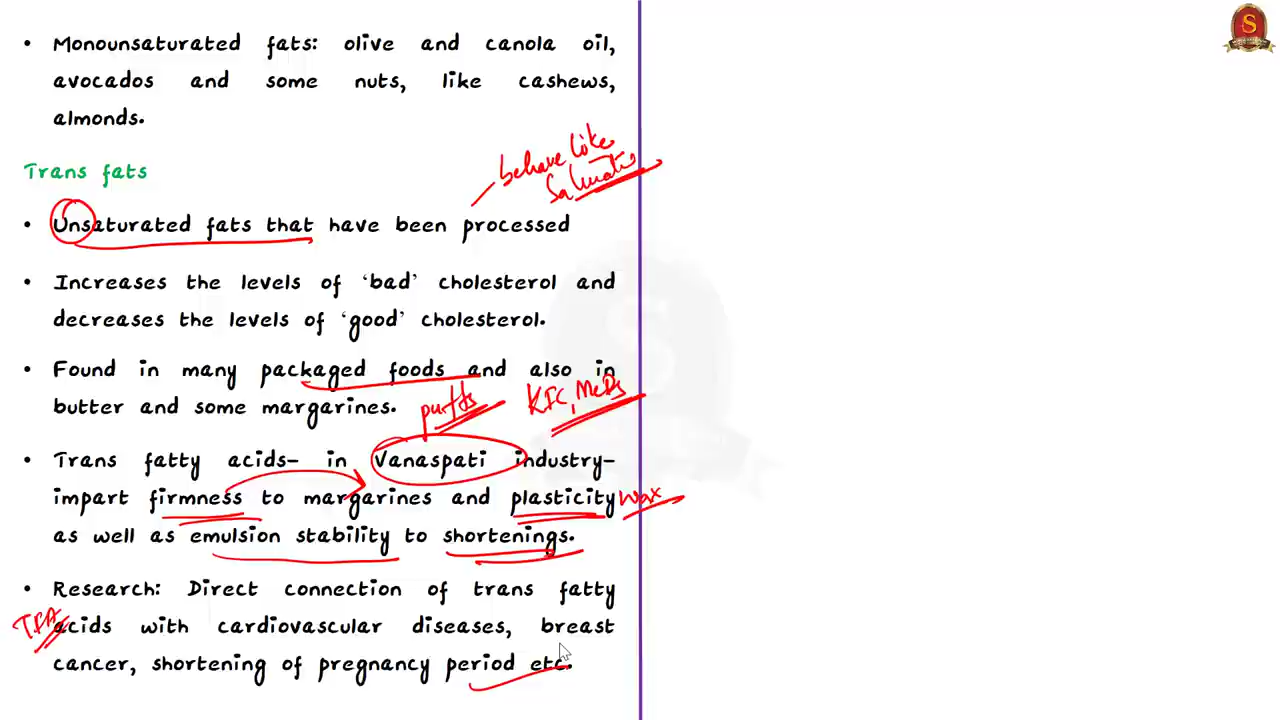 • Monounsaturated fats: olive and canola oil,
avocados and some nuts, like cashews,
almonds.
behave like
Trans fats
• Unsaturated fats that have been processed
• Increases the levels of ‘bad’ cholesterol and
decreases the levels of ‘good’ cholesterol.
• Found in many packaged foods and also in
butter and some margarines.
KFC, McDs
• Trans fatty acids- in Vanaspati industry-
impart firmness to margarines and plasticity wax
as well as emulsion stability to shortenings.
• Research: Direct connection of trans fatty
TFA
acids with cardiovascular diseases, breast
cancer, shortening of pregnancy period etc.
S